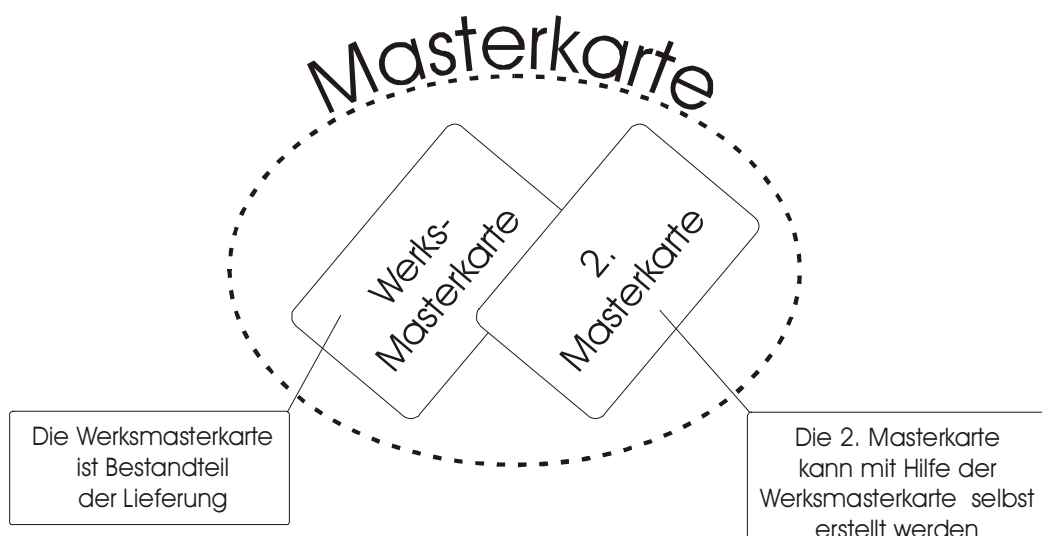 Masterkarte
Werks-
Masterkarte
2.
Masterkarte
Die Werksmasterkarte
ist Bestandteil
der Lieferung
Die 2. Masterkarte
kann mit Hilfe der
Werksmasterkarte selbst
erstellt werden